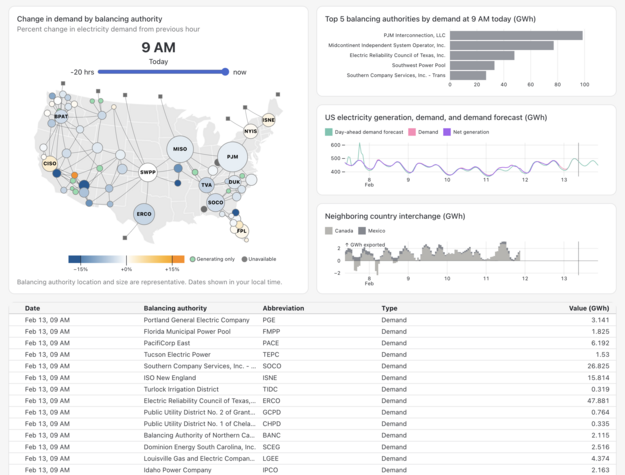 Change in demand by balancing authority
Percent change in electricity demand from previous hour
9 AM
Today
−20 hrs now
BPAT
ISNE
NYIS
MISO
PJM
CISO
SWPP
TVA
DUK
SOCO
ERCO
FPL
−15% +0% +15% Generating only Unavailable
Balancing authority location and size are representative. Dates shown in your local time.
Top 5 balancing authorities by demand at 9 AM today (GWh)
PJM Interconnection, LLC
Midcontinent Independent System Operator, Inc.
Electric Reliability Council of Texas, Inc.
Southwest Power Pool
Southern Company Services, Inc. - Trans
0 20 40 60 80 100
US electricity generation, demand, and demand forecast (GWh)
Day-ahead demand forecast Demand Net generation
600
500
400
8 9 10 11 12 13
Feb
Neighboring country interchange (GWh)
Canada Mexico
↑ GWh exported
2
0
−2
8 9 10 11 12 13
Feb
Date Balancing authority Abbreviation Type Value (GWh)
Feb 13, 09 AM Portland General Electric Company PGE Demand 3.141
Feb 13, 09 AM Florida Municipal Power Pool FMPP Demand 1.825
Feb 13, 09 AM PacifiCorp East PACE Demand 6.192
Feb 13, 09 AM Tucson Electric Power TEPC Demand 1.53
Feb 13, 09 AM Southern Company Services, Inc. - ... SOCO Demand 26.825
Feb 13, 09 AM ISO New England ISNE Demand 15.814
Feb 13, 09 AM Turlock Irrigation District TIDC Demand 0.319
Feb 13, 09 AM Electric Reliability Council of Texas,... ERCO Demand 47.881
Feb 13, 09 AM Public Utility District No. 2 of Grant... GCPD Demand 0.764
Feb 13, 09 AM Public Utility District No. 1 of Chela... CHPD Demand 0.335
Feb 13, 09 AM Balancing Authority of Northern Ca... BANC Demand 2.115
Feb 13, 09 AM Dominion Energy South Carolina, Inc. SCEG Demand 2.516
Feb 13, 09 AM Louisville Gas and Electric Compan... LGEE Demand 4.374
Feb 13, 09 AM Idaho Power Company IPCO Demand 2.163